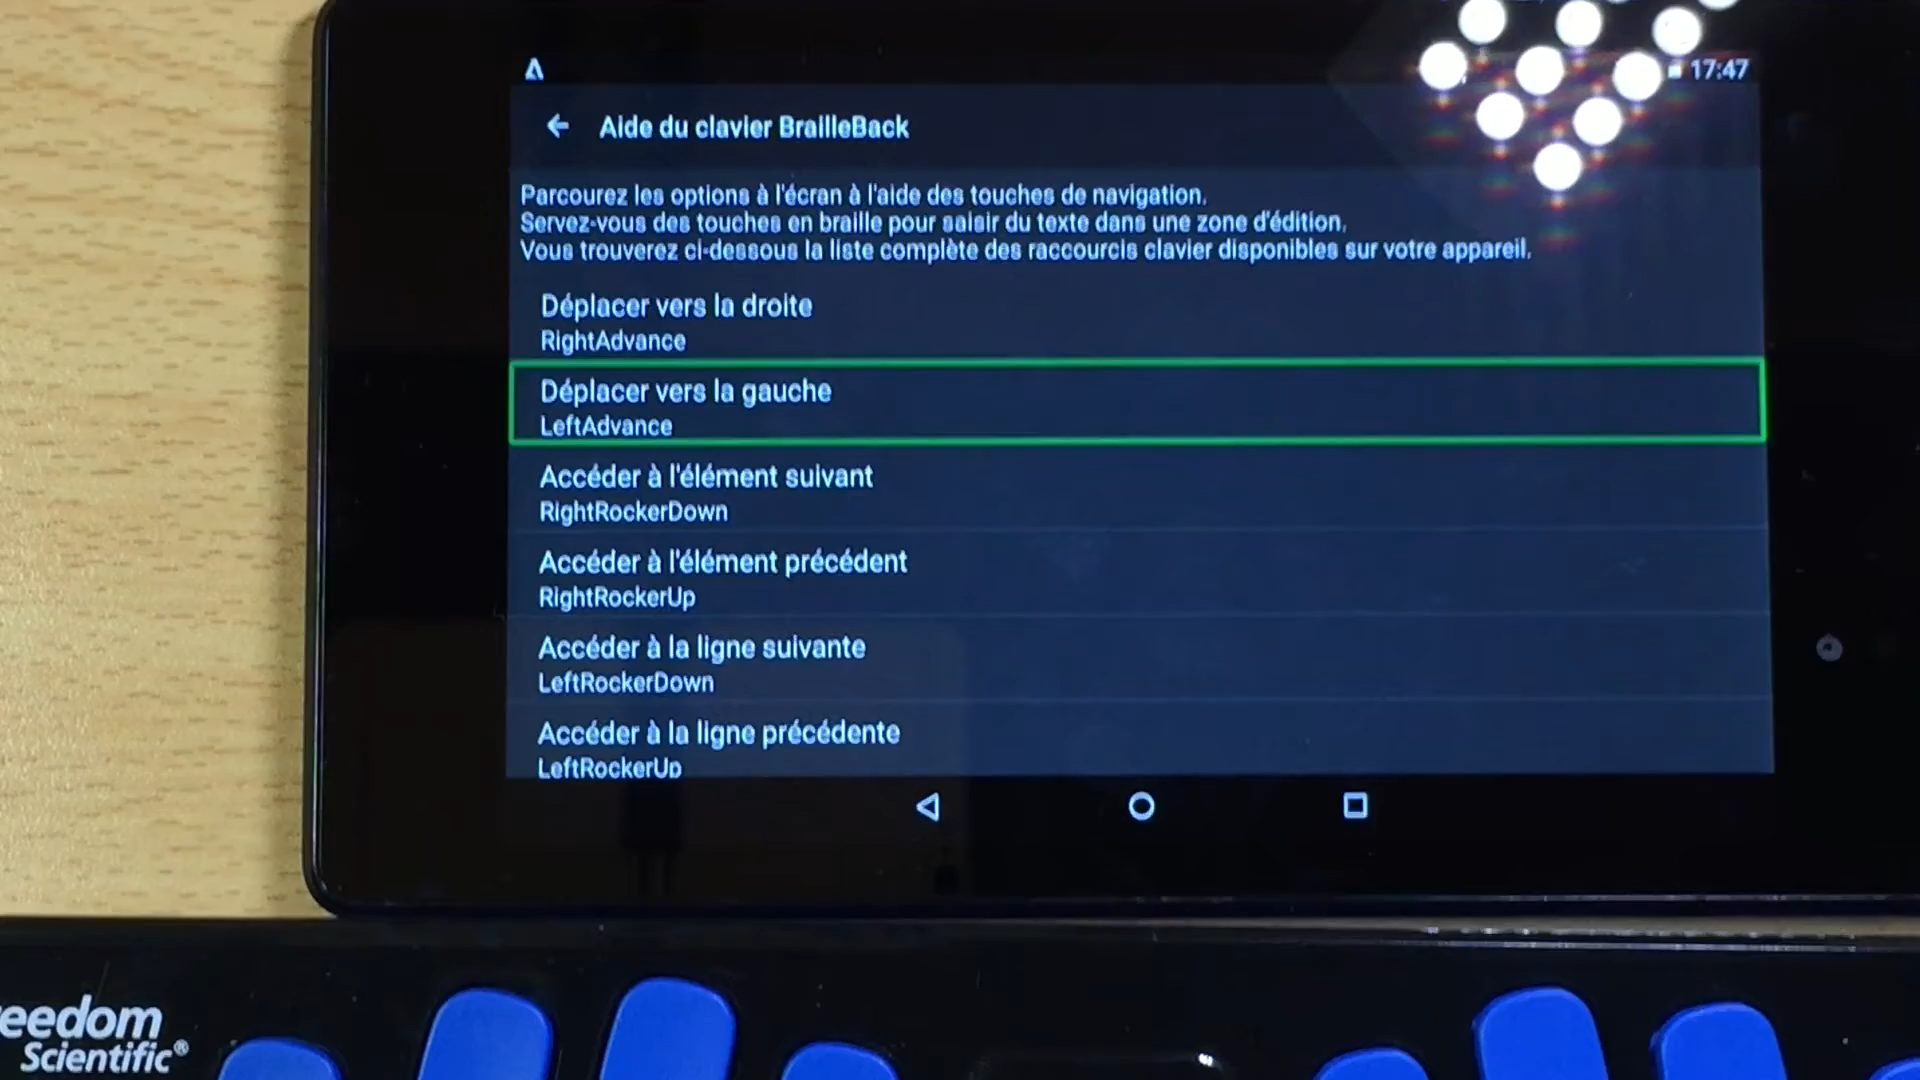 17:47
Aide du clavier BrailleBack
Parcourez les options à l'écran à l'aide des touches de navigation.
Servez-vous des touches en braille pour saisir du texte dans une zone d'édition.
Vous trouverez ci-dessous la liste complète des raccourcis clavier disponibles sur votre appareil.
Déplacer vers la droite
RightAdvance
Déplacer vers la gauche
LeftAdvance
Accéder à l'élément suivant
RightRockerDown
Accéder à l'élément précédent
RightRockerUp
Accéder à la ligne suivante
LeftRockerDown
Accéder à la ligne précédente
LeftRockerUp
eedom
Scientific®